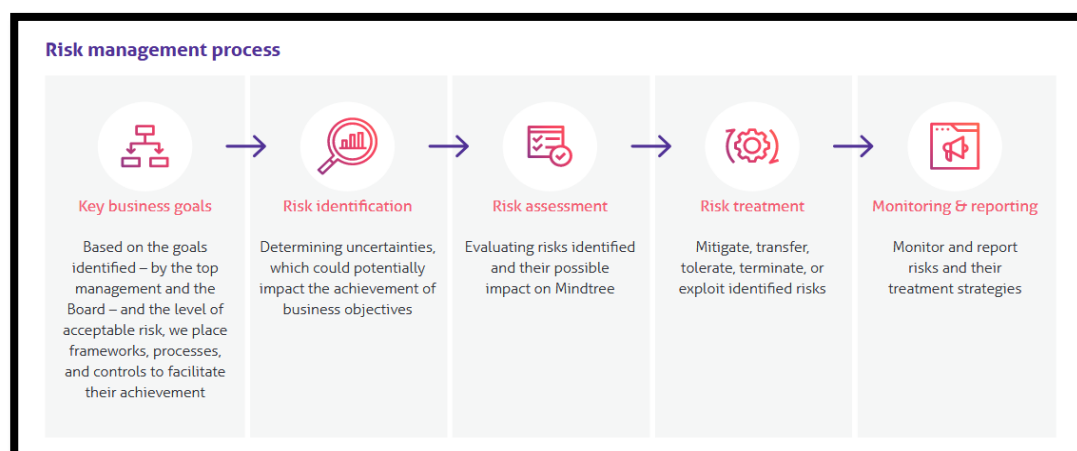 Risk management process
Key business goals
Based on the goals
identified – by the top
management and the
Board – and the level of
acceptable risk, we place
frameworks, processes,
and controls to facilitate
their achievement
Risk identification
Determining uncertainties,
which could potentially
impact the achievement of
business objectives
Risk assessment
Evaluating risks identified
and their possible
impact on Mindtree
Risk treatment
Mitigate, transfer,
tolerate, terminate, or
exploit identified risks
Monitoring & reporting
Monitor and report
risks and their
treatment strategies